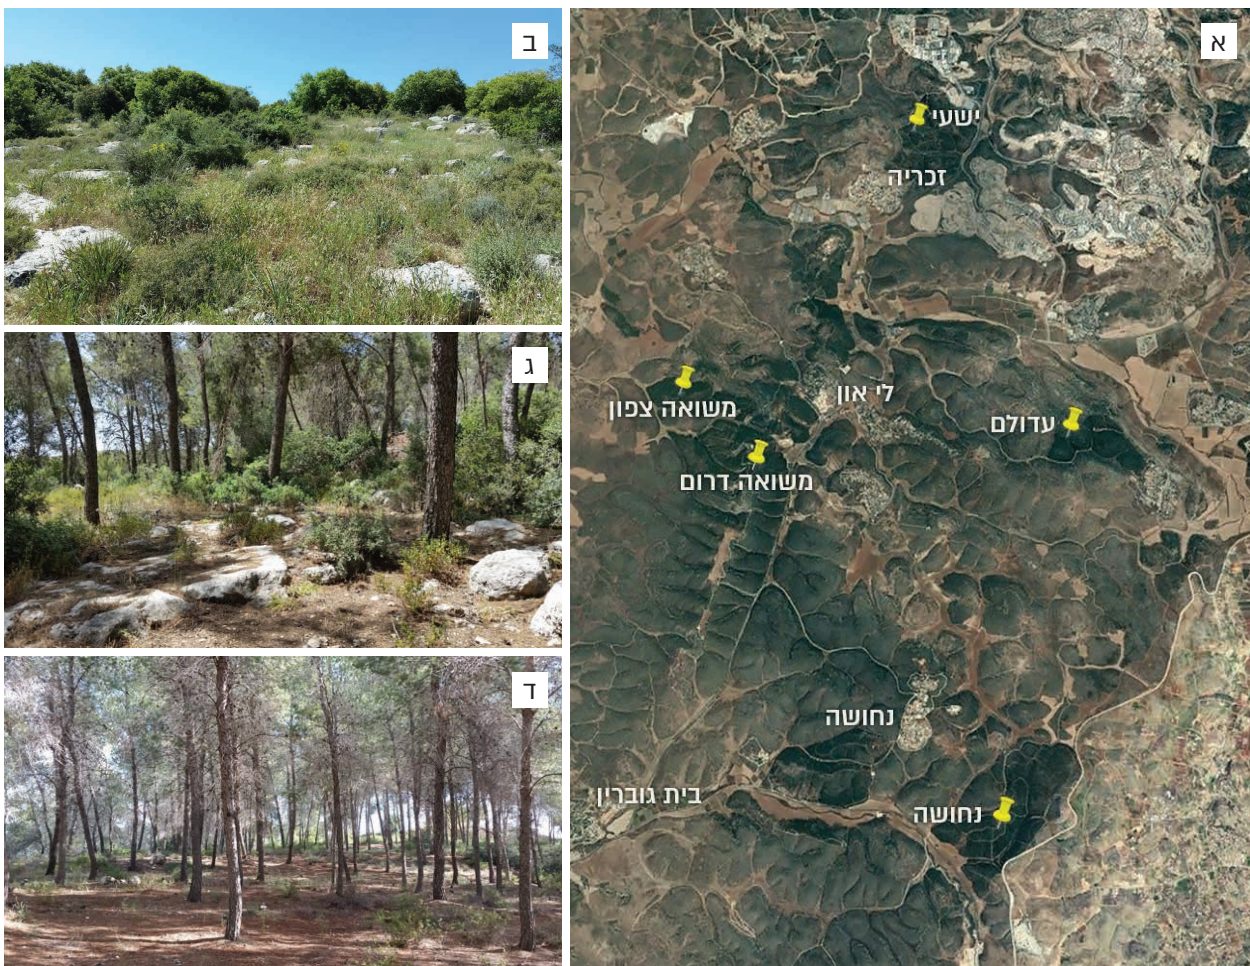 א
ישעי
זכריה
לי און
משואה צפון
עדולם
משואה דרום
נחושה
בית גוברין
נחושה
ב
ג
ד